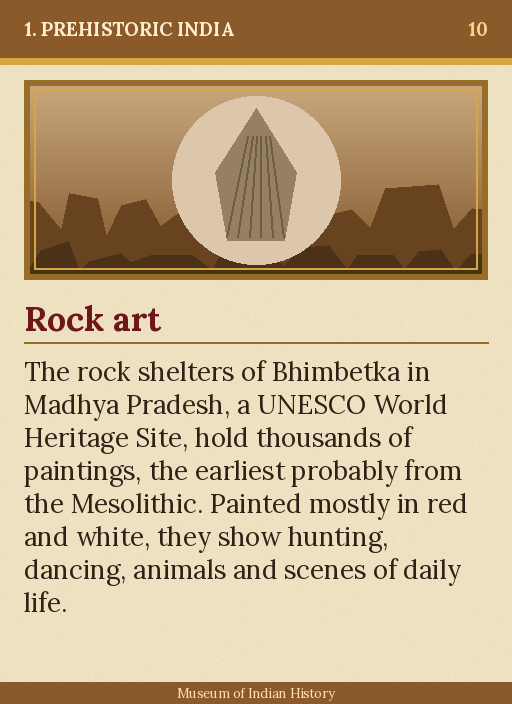 1. PREHISTORIC INDIA 10
Rock art
The rock shelters of Bhimbetka in
Madhya Pradesh, a UNESCO World
Heritage Site, hold thousands of
paintings, the earliest probably from
the Mesolithic. Painted mostly in red
and white, they show hunting,
dancing, animals and scenes of daily
life.
Museum of Indian History